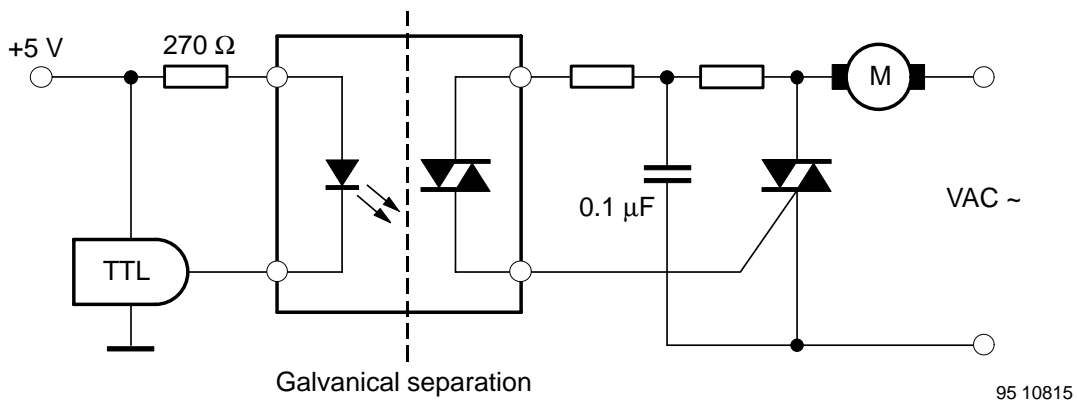 +5 V
270 Ω
M
0.1 μF
VAC ~
TTL
Galvanical separation
95 10815